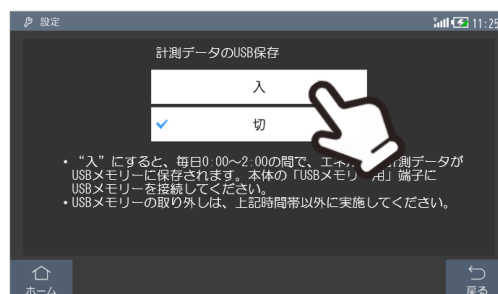 設定
11:25
計測データのUSB保存
入
切
• “入”にすると、毎日0:00～2:00の間で、エネル 計測データが
USBメモリーに保存されます。本体の「USBメモリー用」端子に
USBメモリーを接続してください。
• USBメモリーの取り外しは、上記時間帯以外に実施してください。
ホーム
戻る